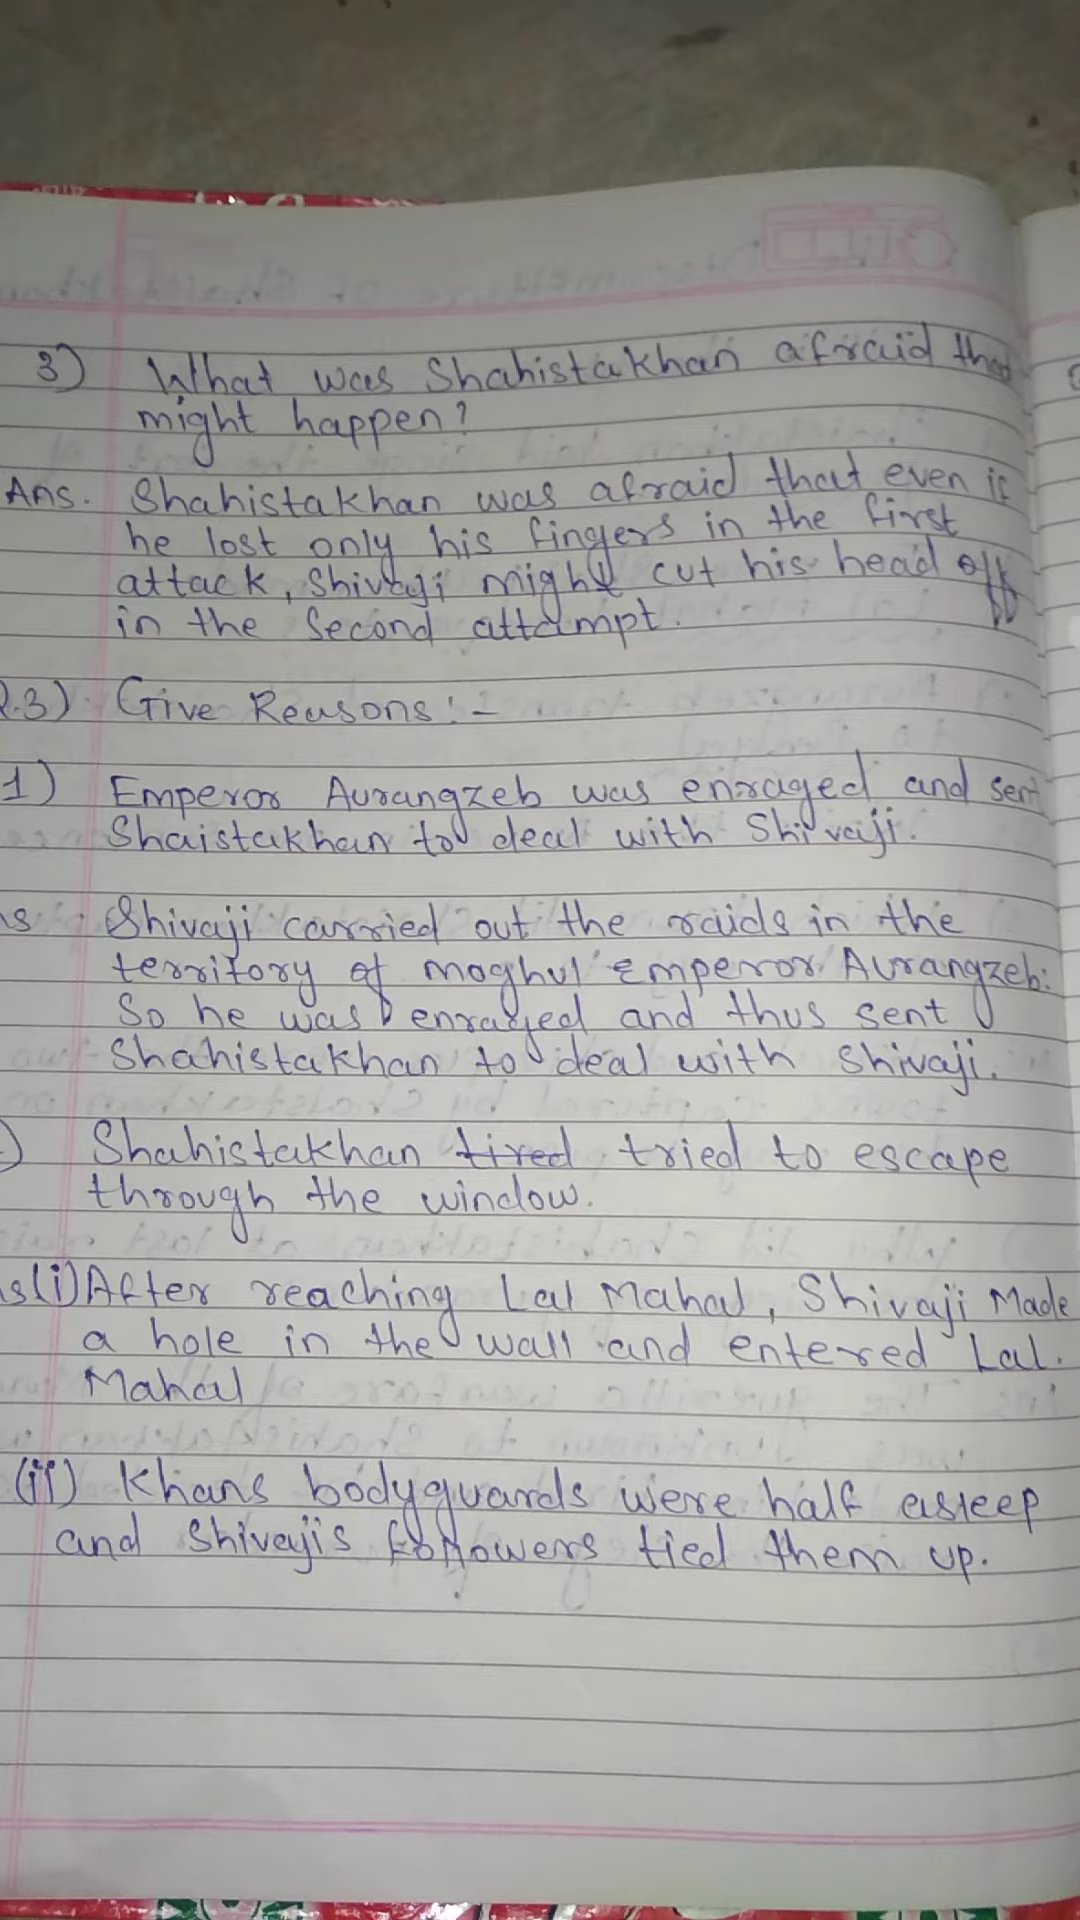 3) What was Shahistakhan afraid that
might happen?
Ans. Shahistakhan was afraid that even if
he lost only his fingers in the first
attack, Shivaji might cut his head off
in the Second attampt.
.3) Give Reasons :-
1) Emperor Aurangzeb was enraged and sent
Shaistakhan to deal with Shivaji.
s Shivaji carried out the raids in the
territory of moghul Emperor Aurangzeb.
So he was enraged and thus sent
Shahistakhan to deal with Shivaji.
) Shahistakhan tired tried to escape
through the window.
s(i) After reaching Lal Mahal, Shivaji Made
a hole in the wall and entered Lal.
Mahal
(ii) Khans bodyguards were half asleep
and Shivajis followers tied them up.